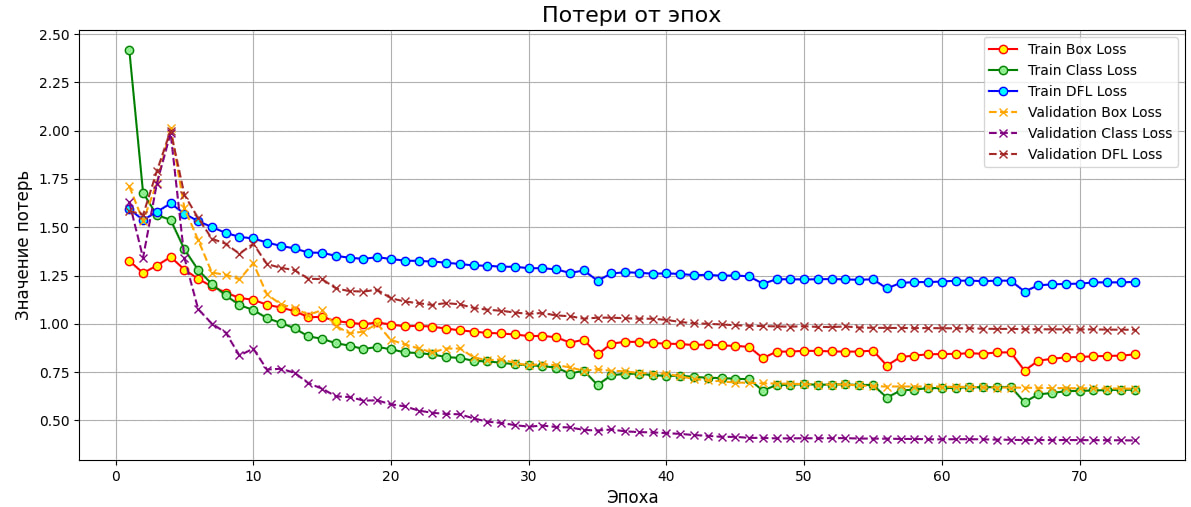 Потери от эпох
Значение потерь
2.50
2.25
2.00
1.75
1.50
1.25
1.00
0.75
0.50
Train Box Loss
Train Class Loss
Train DFL Loss
Validation Box Loss
Validation Class Loss
Validation DFL Loss
0 10 20 30 40 50 60 70
Эпоха